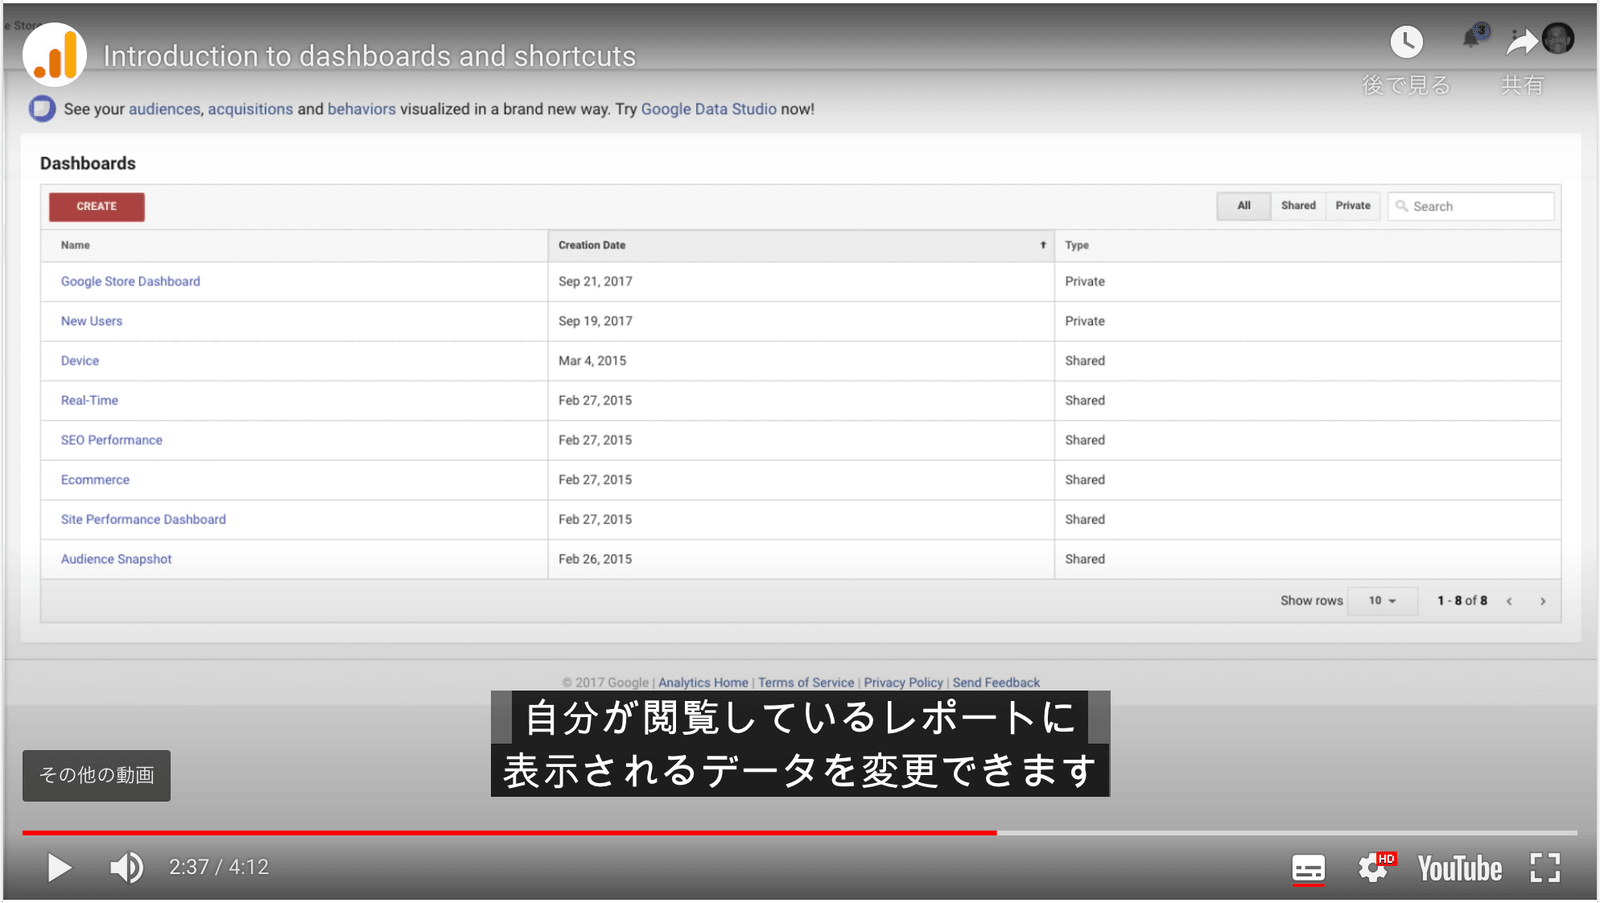 e Store
Introduction to dashboards and shortcuts
3
後で見る
共有
See your audiences, acquisitions and behaviors visualized in a brand new way. Try Google Data Studio now!
Dashboards
CREATE
All Shared Private Search
Name Creation Date Type
Google Store Dashboard Sep 21, 2017 Private
New Users Sep 19, 2017 Private
Device Mar 4, 2015 Shared
Real-Time Feb 27, 2015 Shared
SEO Performance Feb 27, 2015 Shared
Ecommerce Feb 27, 2015 Shared
Site Performance Dashboard Feb 27, 2015 Shared
Audience Snapshot Feb 26, 2015 Shared
Show rows 10 1 - 8 of 8
© 2017 Google | Analytics Home | Terms of Service | Privacy Policy | Send Feedback
自分が閲覧しているレポートに
表示されるデータを変更できます
その他の動画
2:37 / 4:12
HD
YouTube